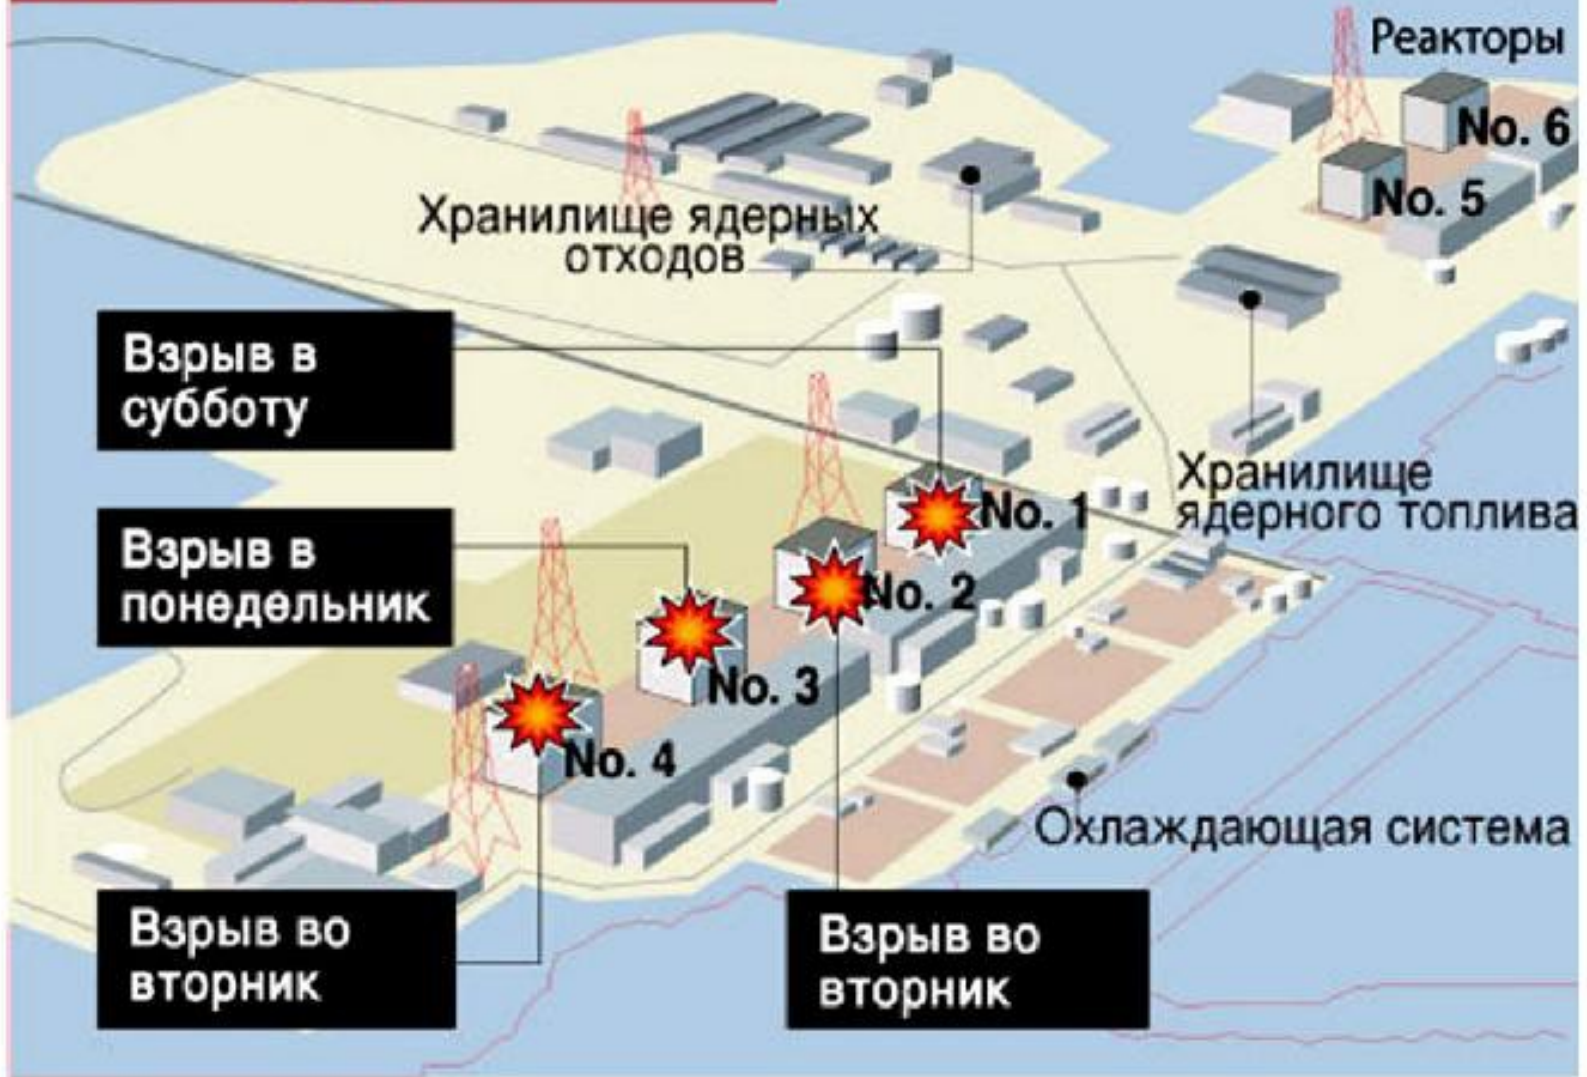 Реакторы
No. 6
No. 5
Хранилище ядерных
отходов
Взрыв в
субботу
Хранилище
ядерного топлива
No. 1
Взрыв в
понедельник
No. 2
No. 3
No. 4
Охлаждающая система
Взрыв во
вторник
Взрыв во
вторник